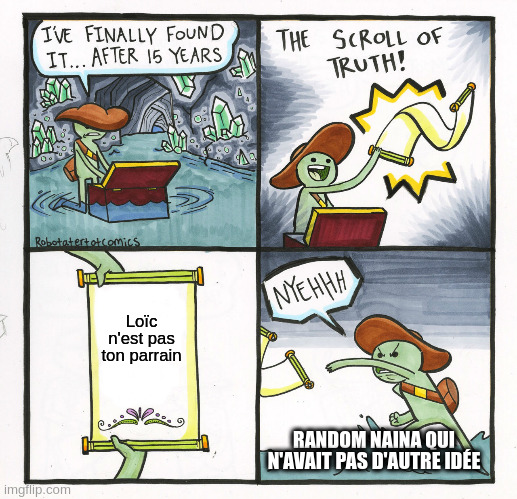 I'VE FINALLY FOUND
IT... AFTER 15 YEARS
Robotatertotcomics
THE SCROLL OF
TRUTH!
Loïc
n'est pas
ton parrain
NYEHHH
RANDOM NAINA QUI
N'AVAIT PAS D'AUTRE IDÉE
imgflip.com